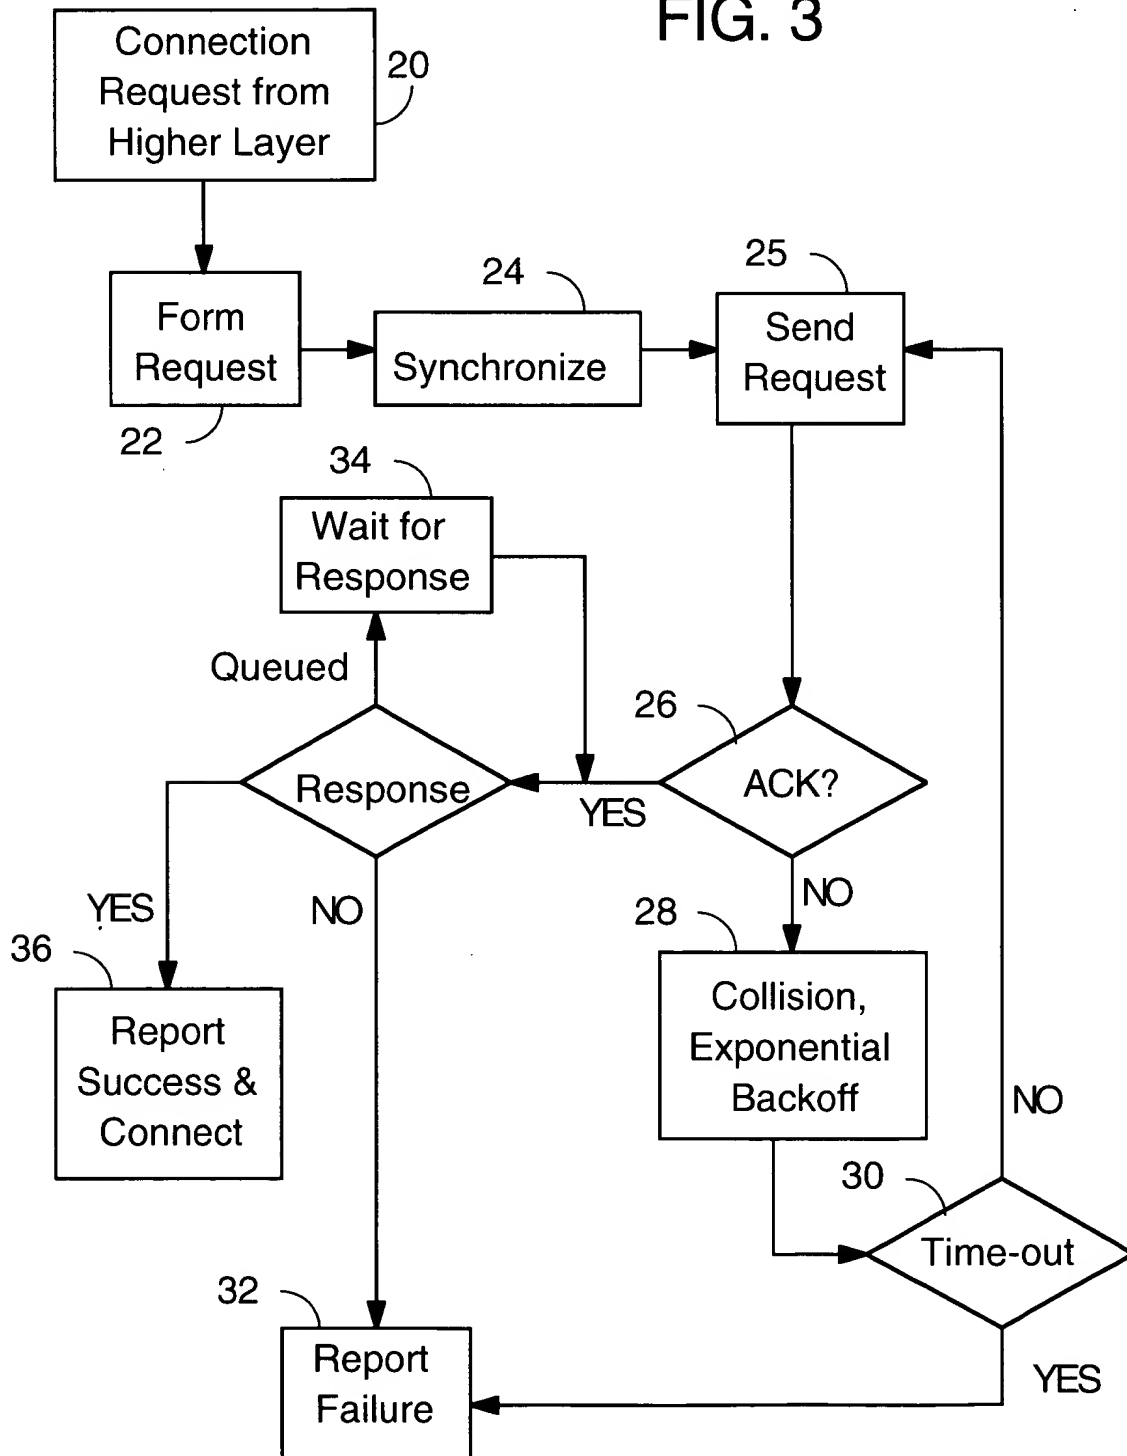 FIG. 3
Connection
Request from
Higher Layer
20
Form
Request
22
24
Synchronize
25
Send
Request
34
Wait for
Response
Queued
26
Response
ACK?
YES
YES
NO
NO
28
36
Report
Success &
Connect
Collision,
Exponential
Backoff
NO
30
Time-out
32
Report
Failure
YES